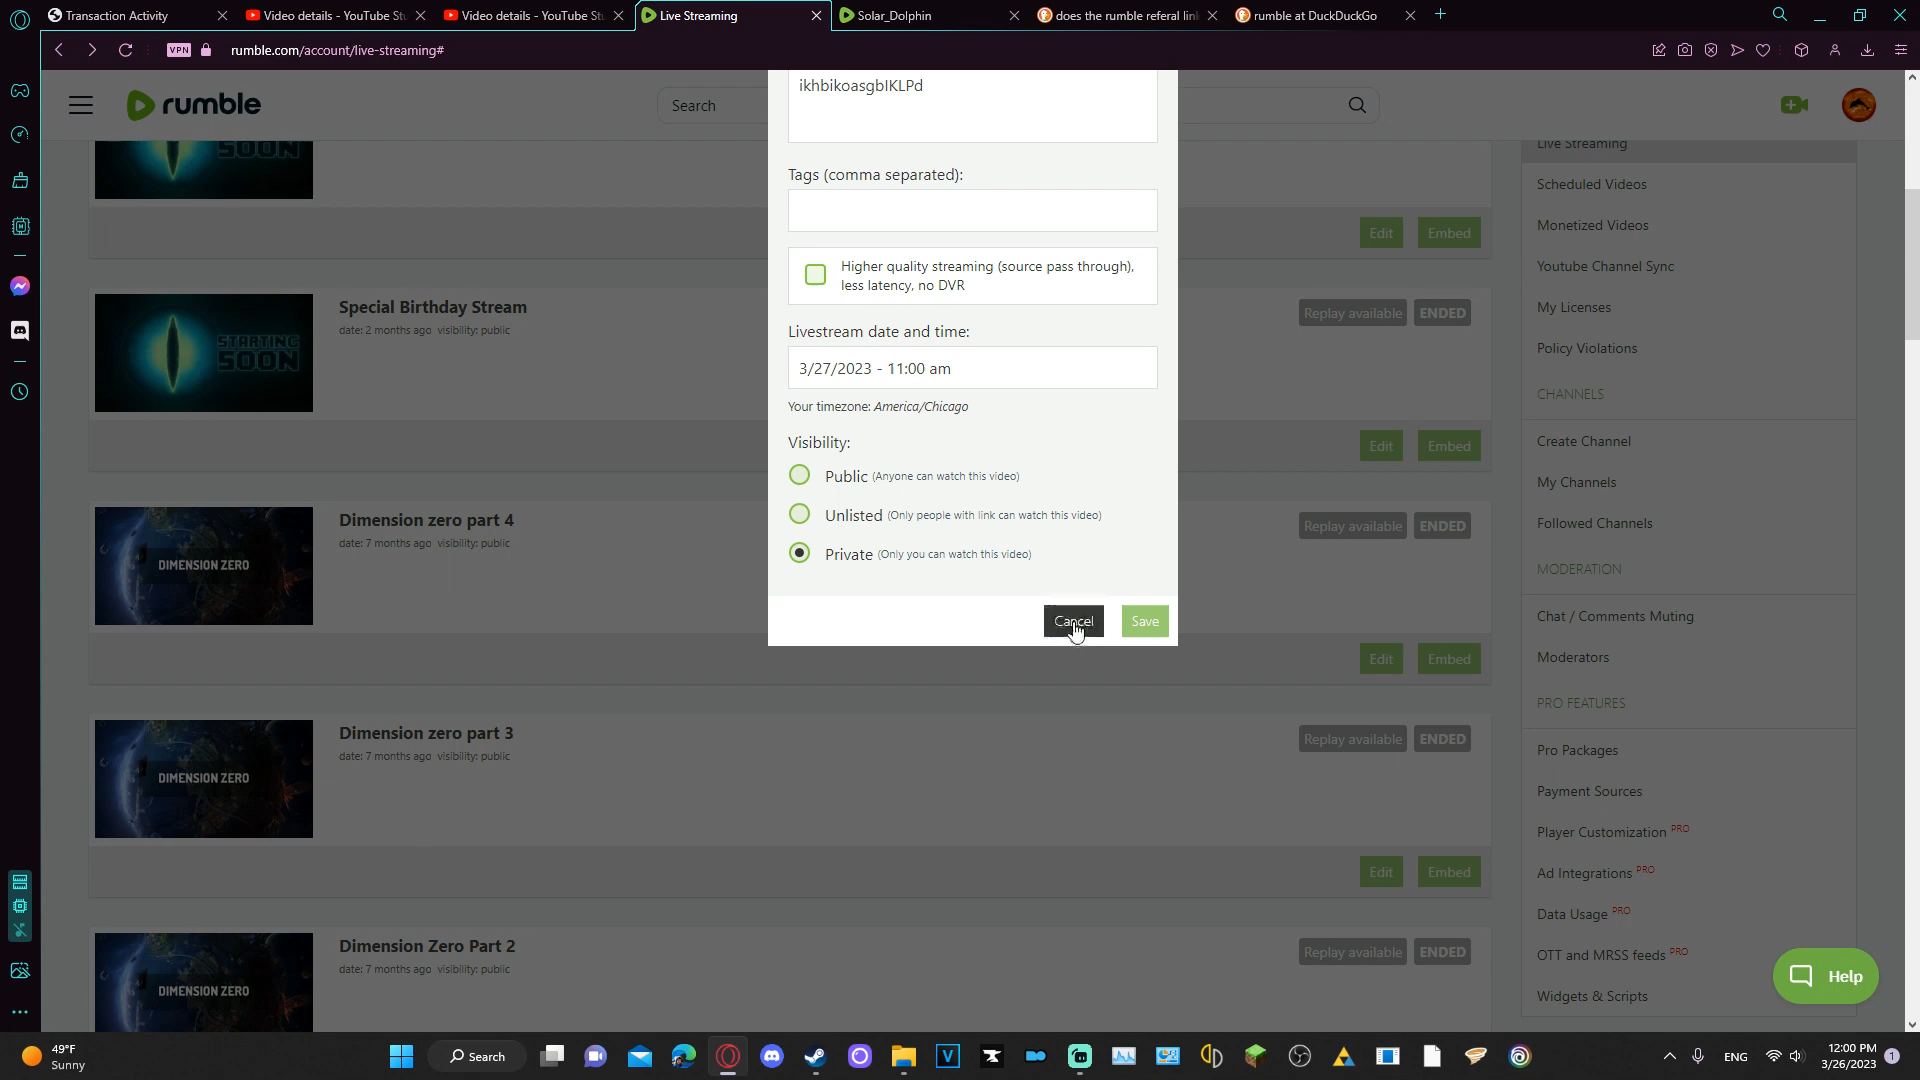 Transaction Activity
Video details - YouTube St
Video details - YouTube St
Live Streaming
Solar_Dolphin
does the rumble referal lin
rumble at DuckDuckGo
VPN
rumble.com/account/live-streaming#
rumble
Search
ikhbikoasgblKLPd
Tags (comma separated):
Higher quality streaming (source pass through),
less latency, no DVR
Livestream date and time:
3/27/2023 - 11:00 am
Your timezone: America/Chicago
Visibility:
Public (Anyone can watch this video)
Unlisted (Only people with link can watch this video)
Private (Only you can watch this video)
Cancel
Save
SOON
Edit
Embed
STARTING
SOON
Special Birthday Stream
date: 2 months ago visibility: public
Replay available
ENDED
Edit
Embed
DIMENSION ZERO
Dimension zero part 4
date: 7 months ago visibility: public
Replay available
ENDED
Edit
Embed
DIMENSION ZERO
Dimension zero part 3
date: 7 months ago visibility: public
Replay available
ENDED
Edit
Embed
DIMENSION ZERO
Dimension Zero Part 2
date: 7 months ago visibility: public
Replay available
ENDED
Live Streaming
Scheduled Videos
Monetized Videos
Youtube Channel Sync
My Licenses
Policy Violations
CHANNELS
Create Channel
My Channels
Followed Channels
MODERATION
Chat / Comments Muting
Moderators
PRO FEATURES
Pro Packages
Payment Sources
Player Customization PRO
Ad Integrations PRO
Data Usage PRO
OTT and MRSS feeds PRO
Widgets & Scripts
Help
49°F
Sunny
Search
ENG
12:00 PM
3/26/2023
1